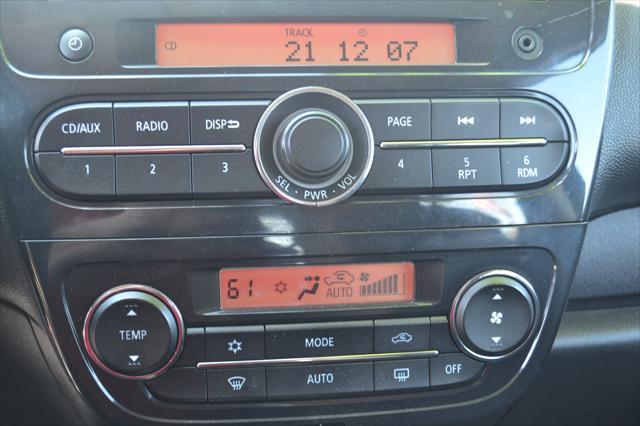 TRACK
CD 21 12 07
CD/AUX RADIO DISP PAGE
1 2 3 4 5 RPT 6 RDM
SEL · PWR · VOL
61 AUTO
TEMP MODE
AUTO OFF